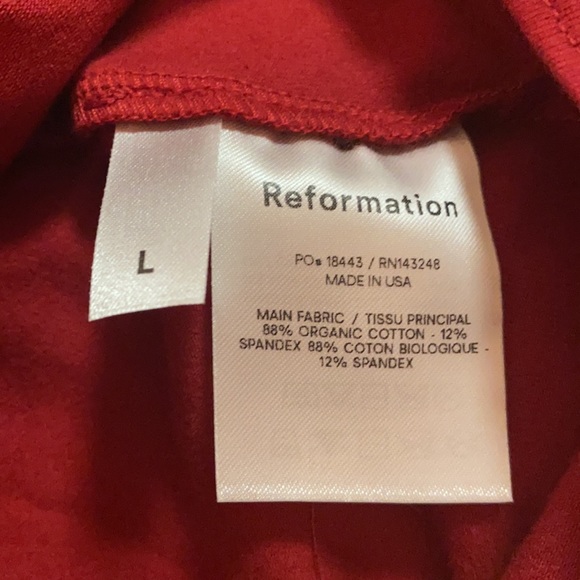 L
Reformation
POs 18443 / RN143248
MADE IN USA
MAIN FABRIC / TISSU PRINCIPAL
88% ORGANIC COTTON - 12%
SPANDEX 88% COTON BIOLOGIQUE -
12% SPANDEX